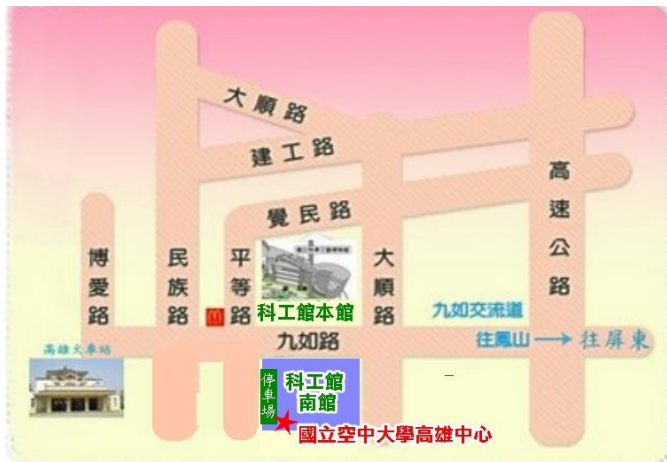 大順路
建工路
覺民路
高速公路
博愛路
民族路
平等路
大順路
科工館本館
九如路
九如交流道
往鳳山
往屏東
高雄火車站
停車場
科工館
南館
國立空中大學高雄中心